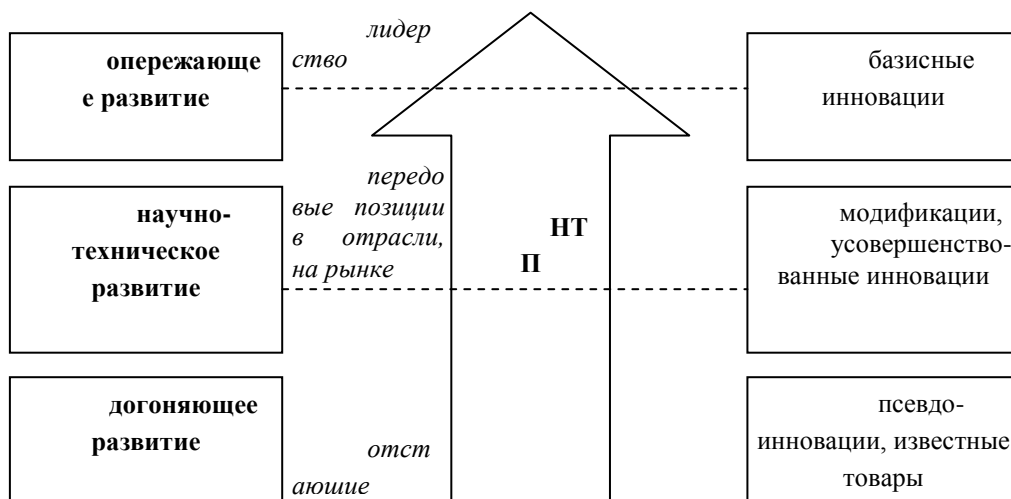 опережающе
е развитие
лидер
ство
базисные
инновации
научно-
техническое
развитие
передо
вые позиции
в отрасли,
на рынке
НТ
П
модификации,
усовершенство-
ванные инновации
догоняющее
развитие
отст
аюшие
псевдо-
инновации, известные
товары